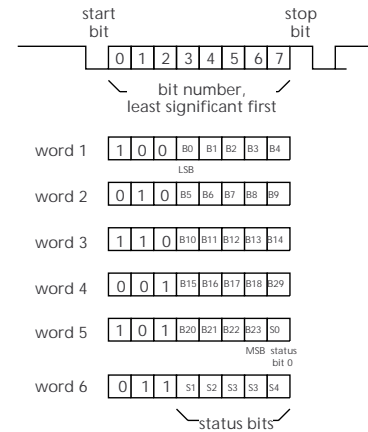 start stop
bit bit
0 1 2 3 4 5 6 7
bit number,
least significant first
word 1 1 0 0 B0 B1 B2 B3 B4
LSB
word 2 0 1 0 B5 B6 B7 B8 B9
word 3 1 1 0 B10 B11 B12 B13 B14
word 4 0 0 1 B15 B16 B17 B18 B29
word 5 1 0 1 B20 B21 B22 B23 S0
MSB status
bit 0
word 6 0 1 1 S1 S2 S3 S3 S4
status bits